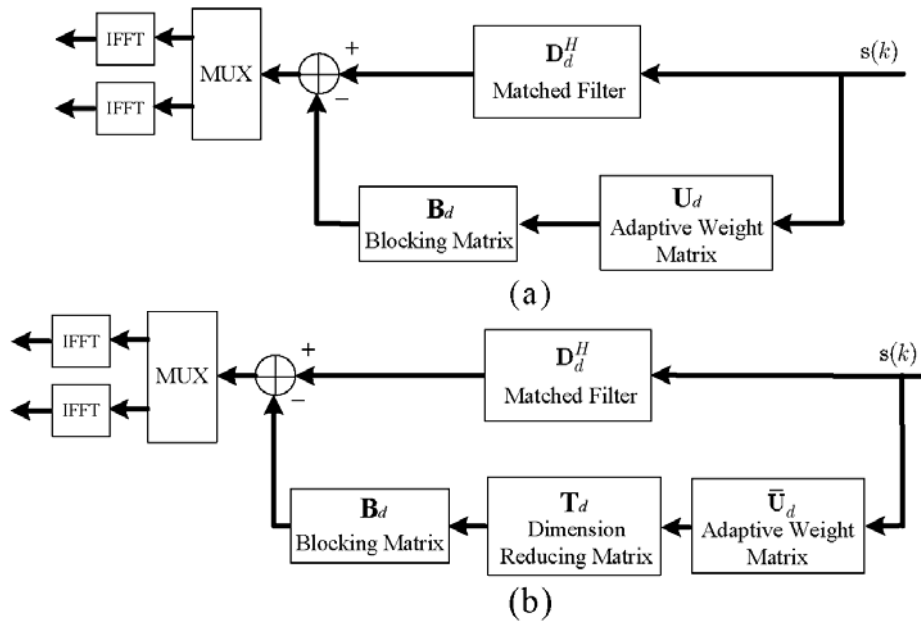 IFFT
IFFT
MUX
+
−
D_d^H
Matched Filter
s(k)
B_d
Blocking Matrix
U_d
Adaptive Weight
Matrix
(a)
IFFT
IFFT
MUX
+
−
D_d^H
Matched Filter
s(k)
B_d
Blocking Matrix
T_d
Dimension
Reducing Matrix
Ū_d
Adaptive Weight
Matrix
(b)